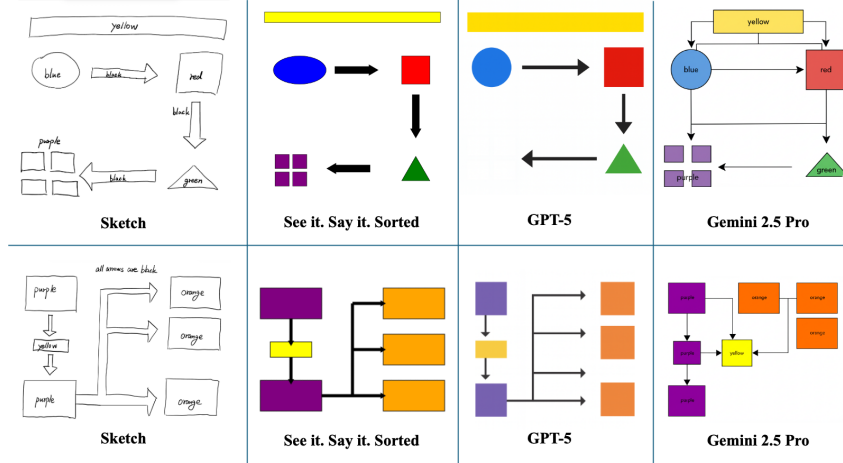 yellow
blue
black
red
black
purple
black
green
Sketch
See it. Say it. Sorted
GPT-5
yellow
blue
red
purple
green
Gemini 2.5 Pro
all arrows are black
purple
orange
yellow
orange
purple
orange
Sketch
See it. Say it. Sorted
GPT-5
purple
orange
orange
orange
purple
yellow
purple
Gemini 2.5 Pro